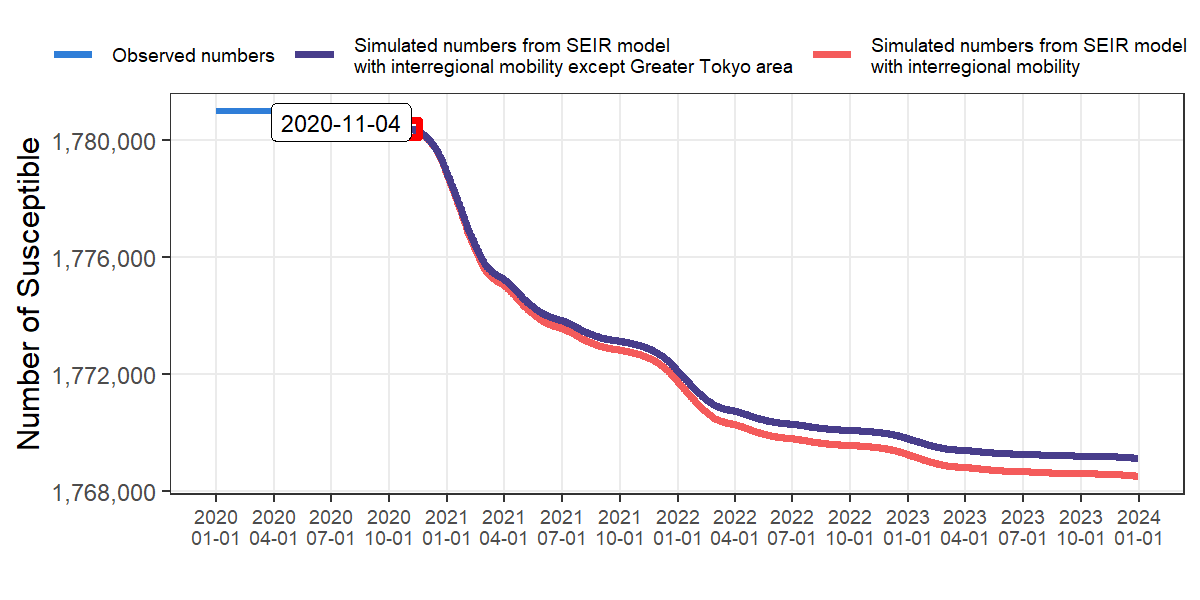 Observed numbers
Simulated numbers from SEIR model
with interregional mobility except Greater Tokyo area
Simulated numbers from SEIR model
with interregional mobility
2020-11-04
Number of Susceptible
1,780,000
1,776,000
1,772,000
1,768,000
2020 2020 2020 2020 2021 2021 2021 2021 2022 2022 2022 2022 2023 2023 2023 2023 2024
01-01 04-01 07-01 10-01 01-01 04-01 07-01 10-01 01-01 04-01 07-01 10-01 01-01 04-01 07-01 10-01 01-01